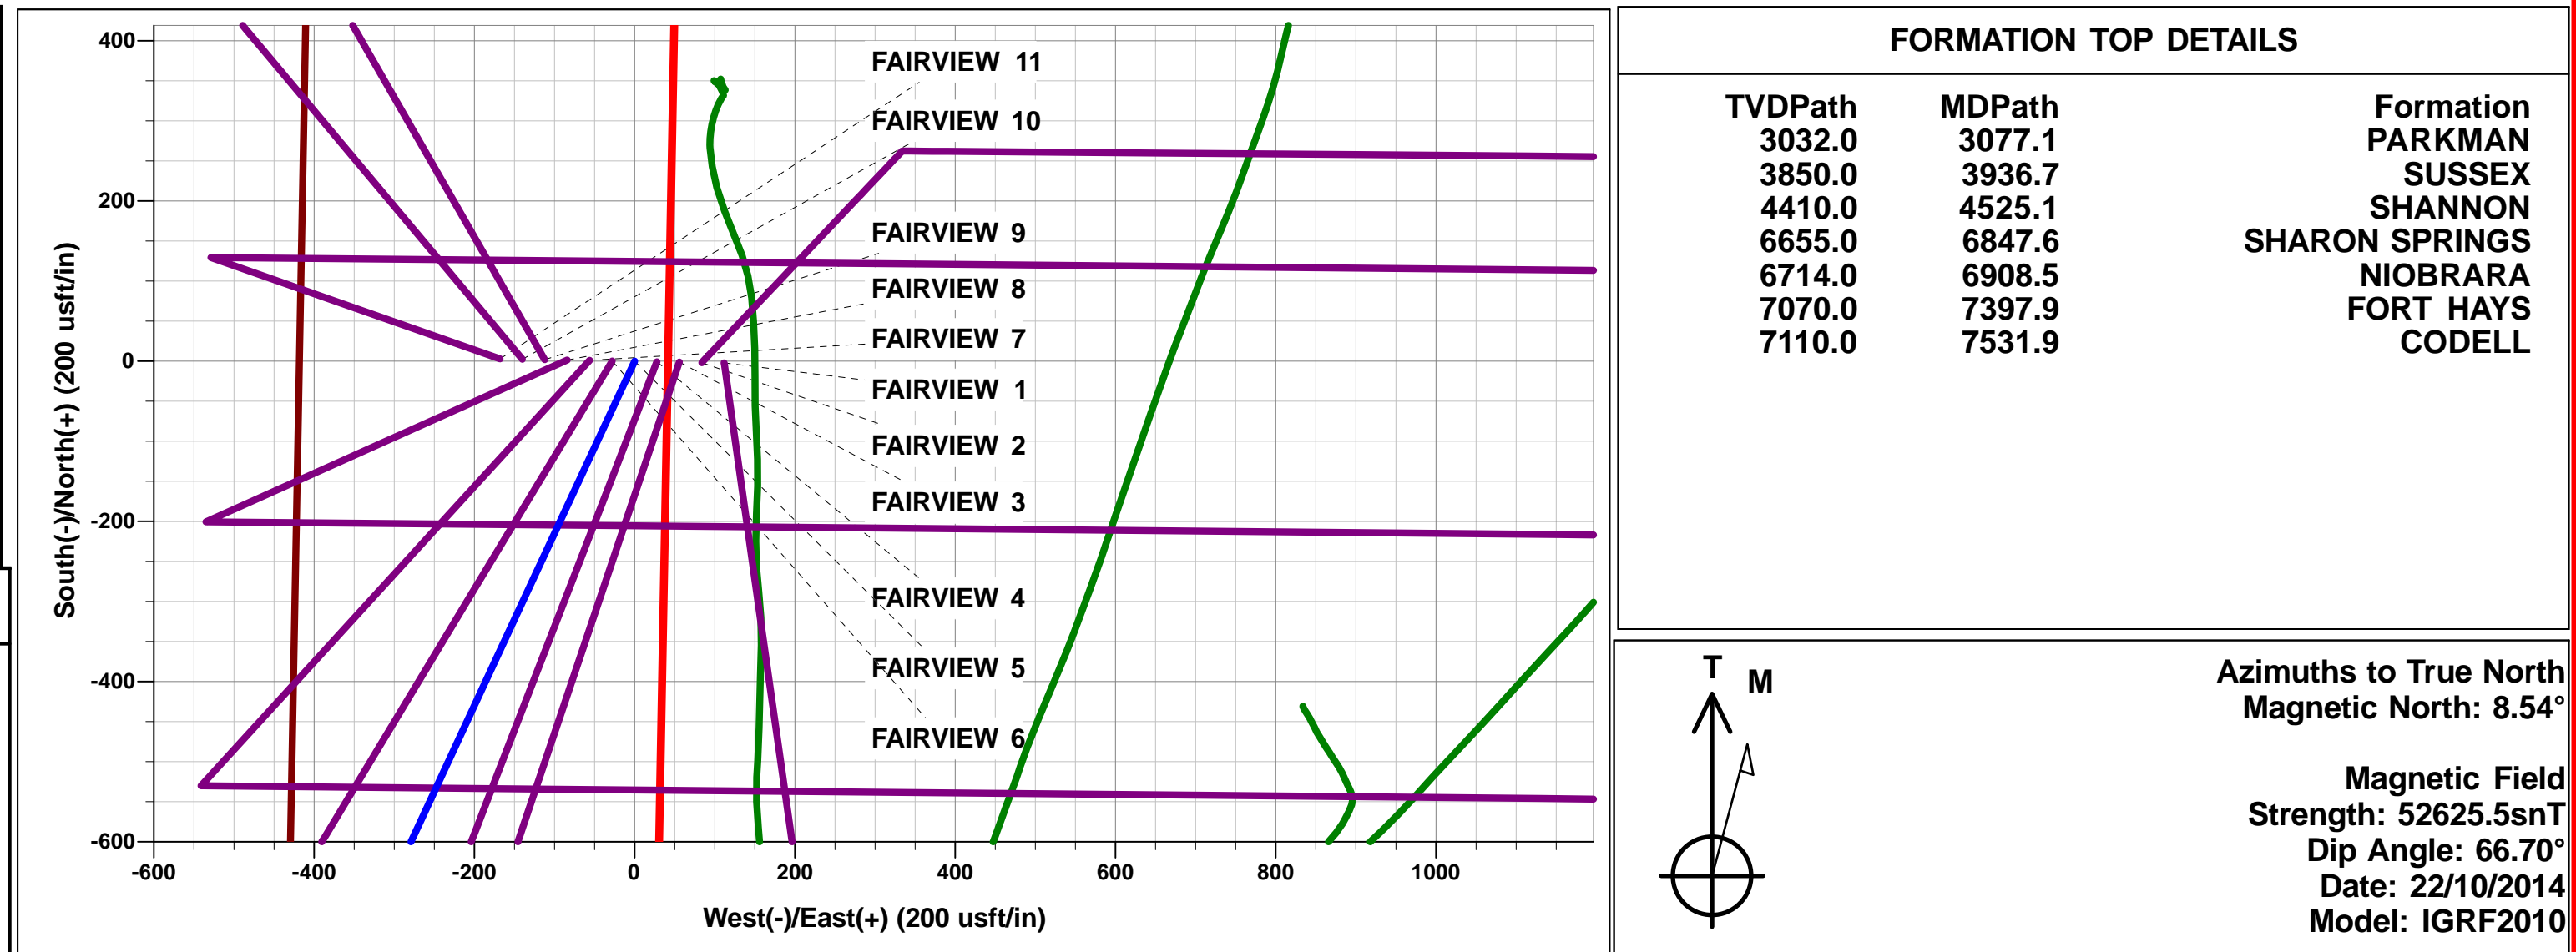 400
200
0
-200
-400
-600
South(-)/North(+) (200 usft/in)
-600 -400 -200 0 200 400 600 800 1000
West(-)/East(+) (200 usft/in)
FAIRVIEW 11
FAIRVIEW 10
FAIRVIEW 9
FAIRVIEW 8
FAIRVIEW 7
FAIRVIEW 1
FAIRVIEW 2
FAIRVIEW 3
FAIRVIEW 4
FAIRVIEW 5
FAIRVIEW 6
FORMATION TOP DETAILS
TVDPath MDPath Formation
3032.0 3077.1 PARKMAN
3850.0 3936.7 SUSSEX
4410.0 4525.1 SHANNON
6655.0 6847.6 SHARON SPRINGS
6714.0 6908.5 NIOBRARA
7070.0 7397.9 FORT HAYS
7110.0 7531.9 CODELL
T M
Azimuths to True North
Magnetic North: 8.54°
Magnetic Field
Strength: 52625.5snT
Dip Angle: 66.70°
Date: 22/10/2014
Model: IGRF2010